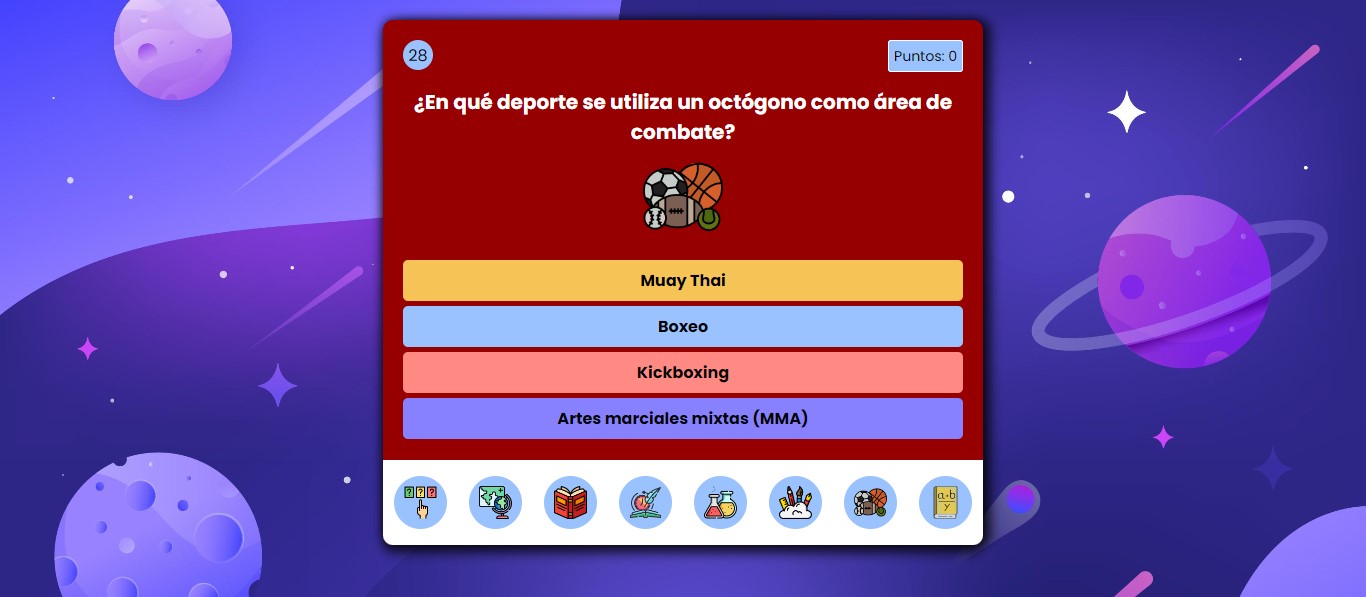 28
Puntos: 0
¿En qué deporte se utiliza un octógono como área de
combate?
Muay Thai
Boxeo
Kickboxing
Artes marciales mixtas (MMA)
? ? ?
a·b
y